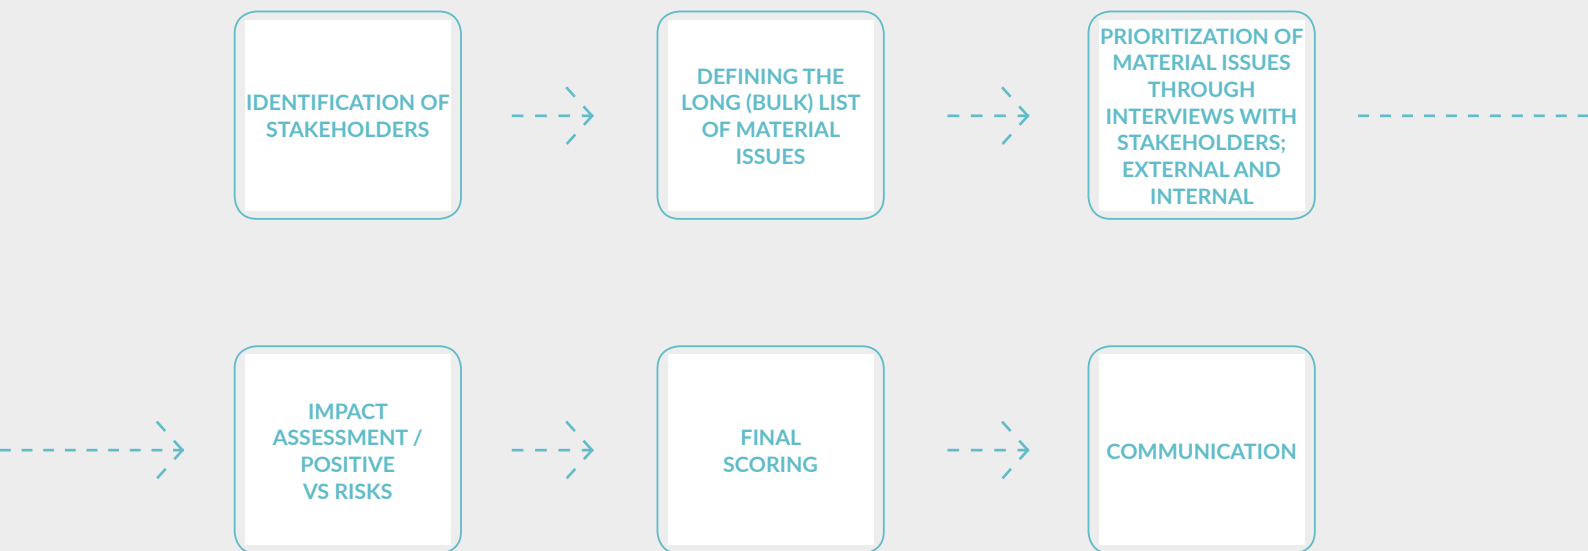 IDENTIFICATION OF
STAKEHOLDERS
DEFINING THE
LONG (BULK) LIST
OF MATERIAL
ISSUES
PRIORITIZATION OF
MATERIAL ISSUES
THROUGH
INTERVIEWS WITH
STAKEHOLDERS;
EXTERNAL AND
INTERNAL
IMPACT
ASSESSMENT /
POSITIVE
VS RISKS
FINAL
SCORING
COMMUNICATION